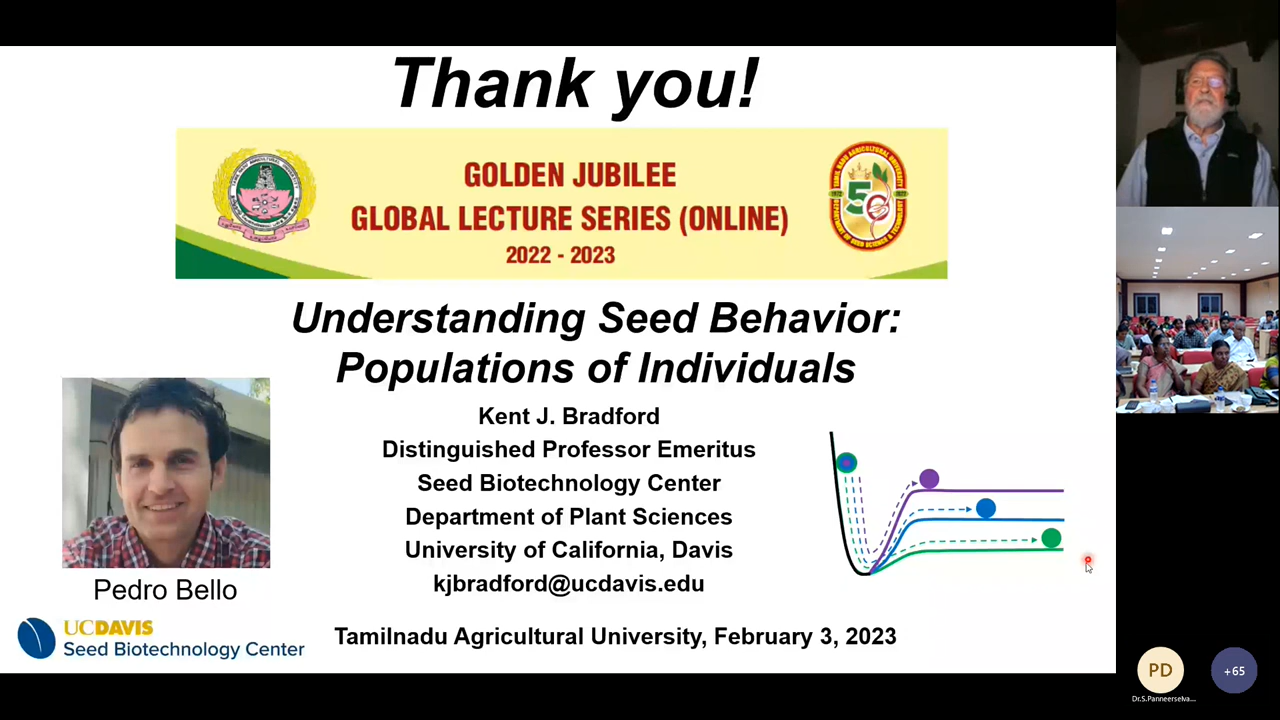 Thank you!
GOLDEN JUBILEE
GLOBAL LECTURE SERIES (ONLINE)
2022 - 2023
Understanding Seed Behavior:
Populations of Individuals
Kent J. Bradford
Distinguished Professor Emeritus
Seed Biotechnology Center
Department of Plant Sciences
University of California, Davis
kjbradford@ucdavis.edu
Pedro Bello
UCDAVIS
Seed Biotechnology Center
Tamilnadu Agricultural University, February 3, 2023
PD
+65
Dr.S.Panneerselva...